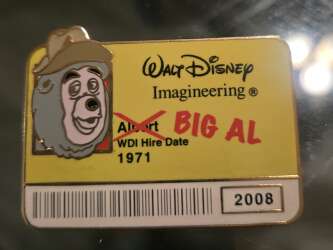 Walt Disney
Imagineering®
Albert BIG AL
WDI Hire Date
1971
2008